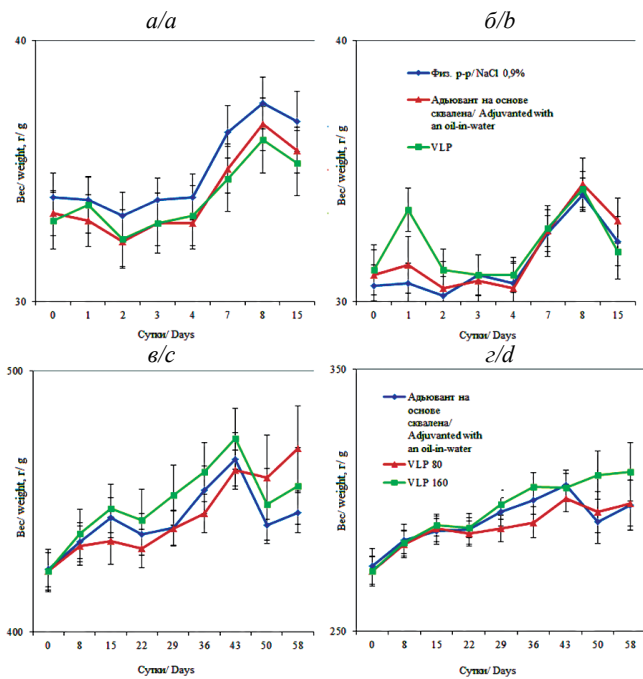 а/a
40
Вес/ weight, г/ g
30
0 1 2 3 4 7 8 15
Сутки/ Days
б/b
40
Физ. р-р/ NaCl 0,9%
Адьювант на основе
сквалена/ Adjuvanted with
an oil-in-water
VLP
Вес/ weight, г/ g
30
0 1 2 3 4 7 8 15
Сутки/ Days
в/c
500
Вес/ weight, г/ g
400
0 8 15 22 29 36 43 50 58
Сутки/ Days
г/d
350
Адьювант на
основе
сквалена/
Adjuvanted with
an oil-in-water
VLP 80
VLP 160
Вес/ weight, г/ g
250
0 8 15 22 29 36 43 50 58
Сутки/ Days